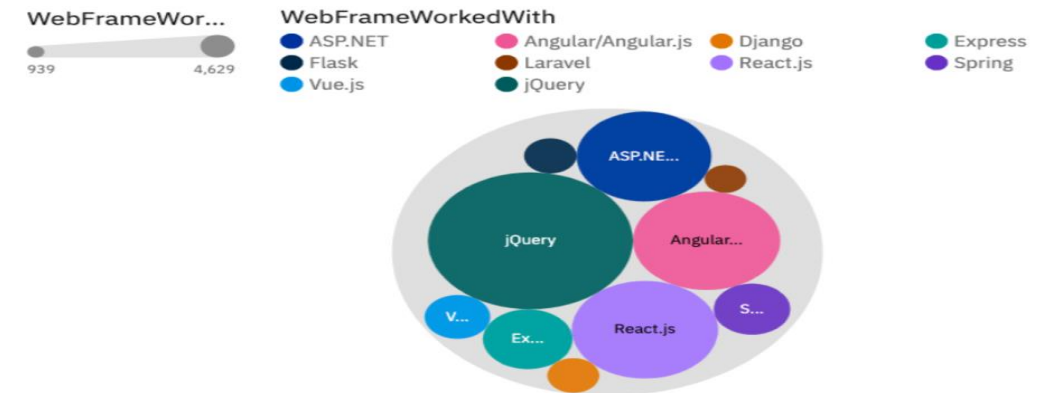 WebFrameWor...
939
4,629
WebFrameWorkedWith
ASP.NET
Angular/Angular.js
Django
Express
Flask
Laravel
React.js
Spring
Vue.js
jQuery
ASP.NE...
jQuery
Angular...
V...
Ex...
React.js
S...